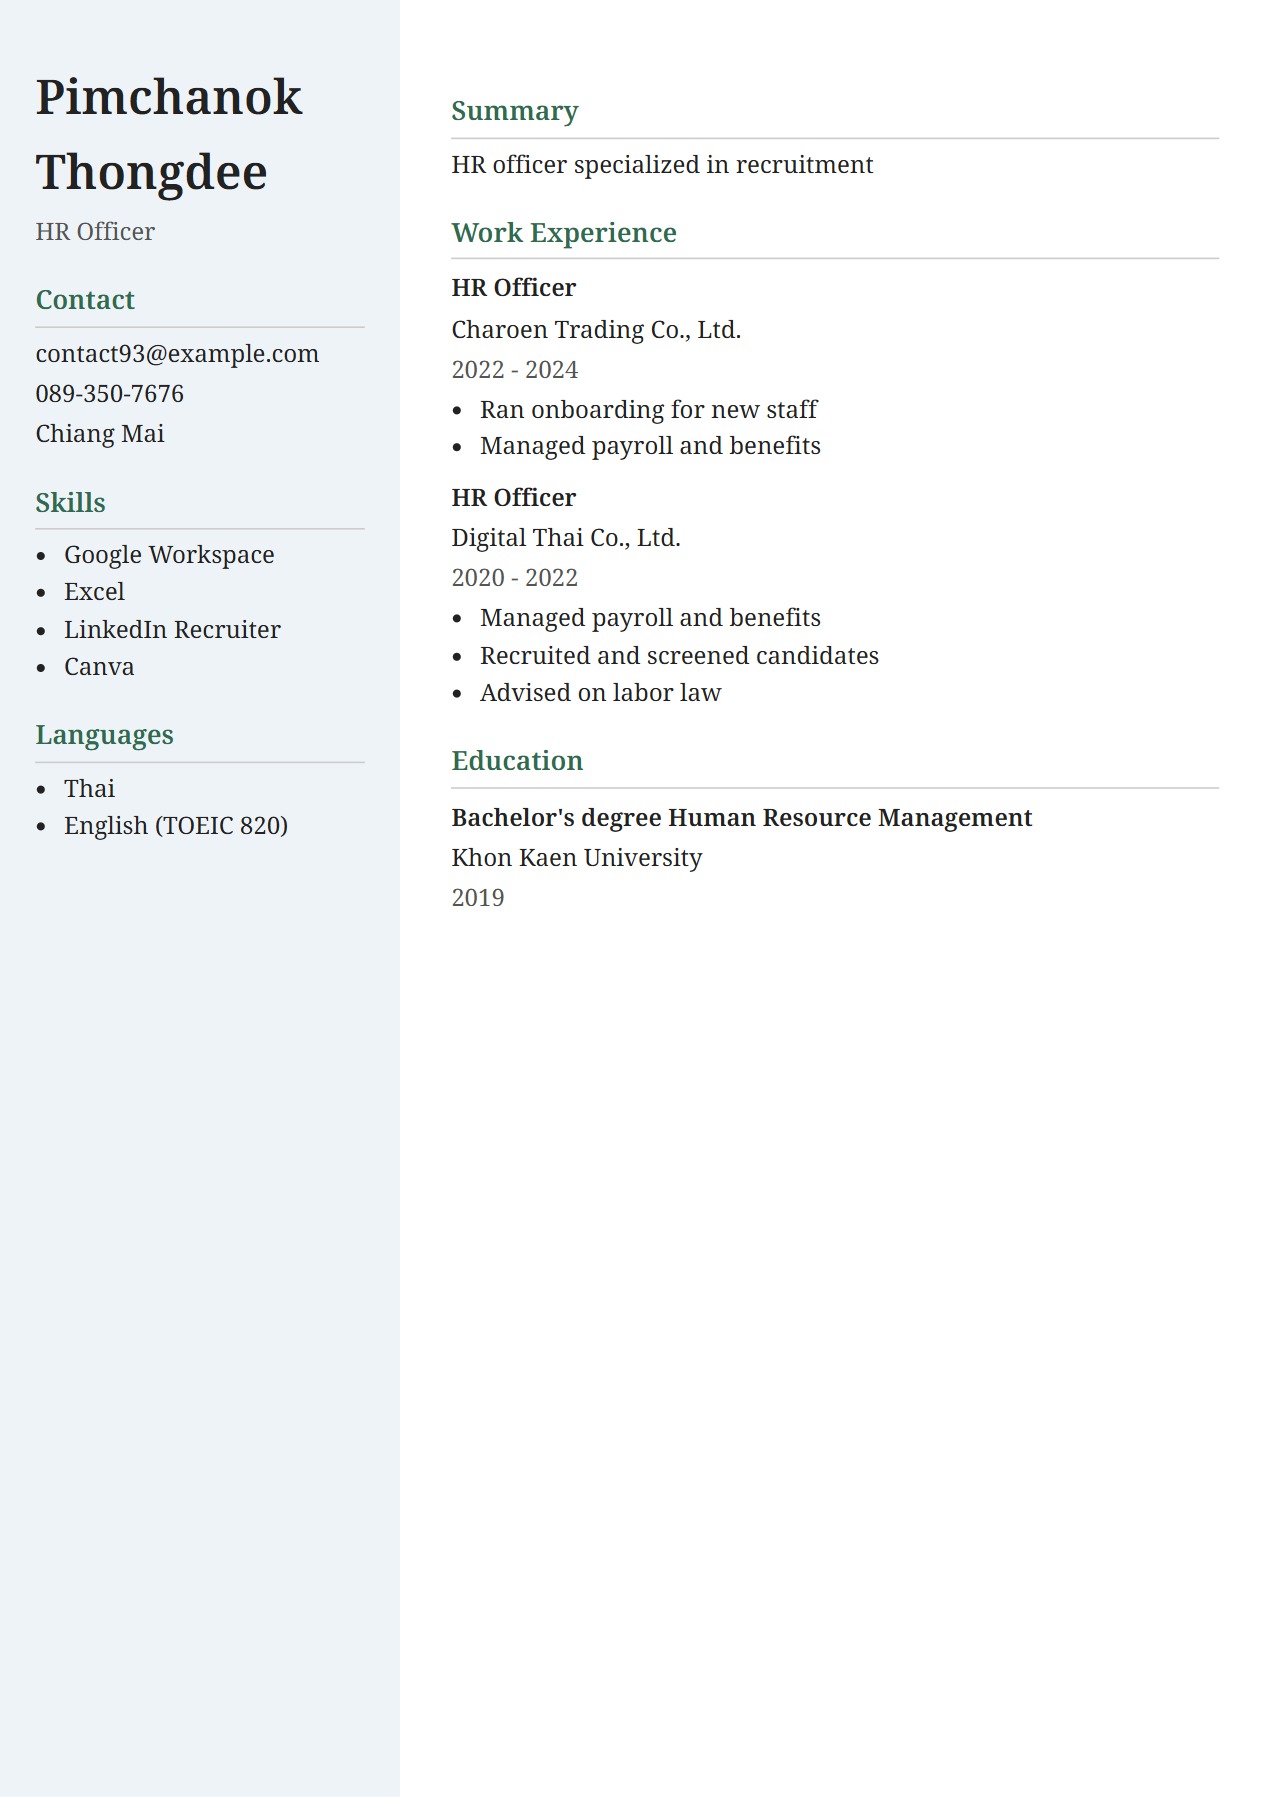 Pimchanok
Thongdee
HR Officer
Contact
contact93@example.com
089-350-7676
Chiang Mai
Skills
• Google Workspace
• Excel
• LinkedIn Recruiter
• Canva
Languages
• Thai
• English (TOEIC 820)
Summary
HR officer specialized in recruitment
Work Experience
HR Officer
Charoen Trading Co., Ltd.
2022 - 2024
• Ran onboarding for new staff
• Managed payroll and benefits
HR Officer
Digital Thai Co., Ltd.
2020 - 2022
• Managed payroll and benefits
• Recruited and screened candidates
• Advised on labor law
Education
Bachelor's degree Human Resource Management
Khon Kaen University
2019